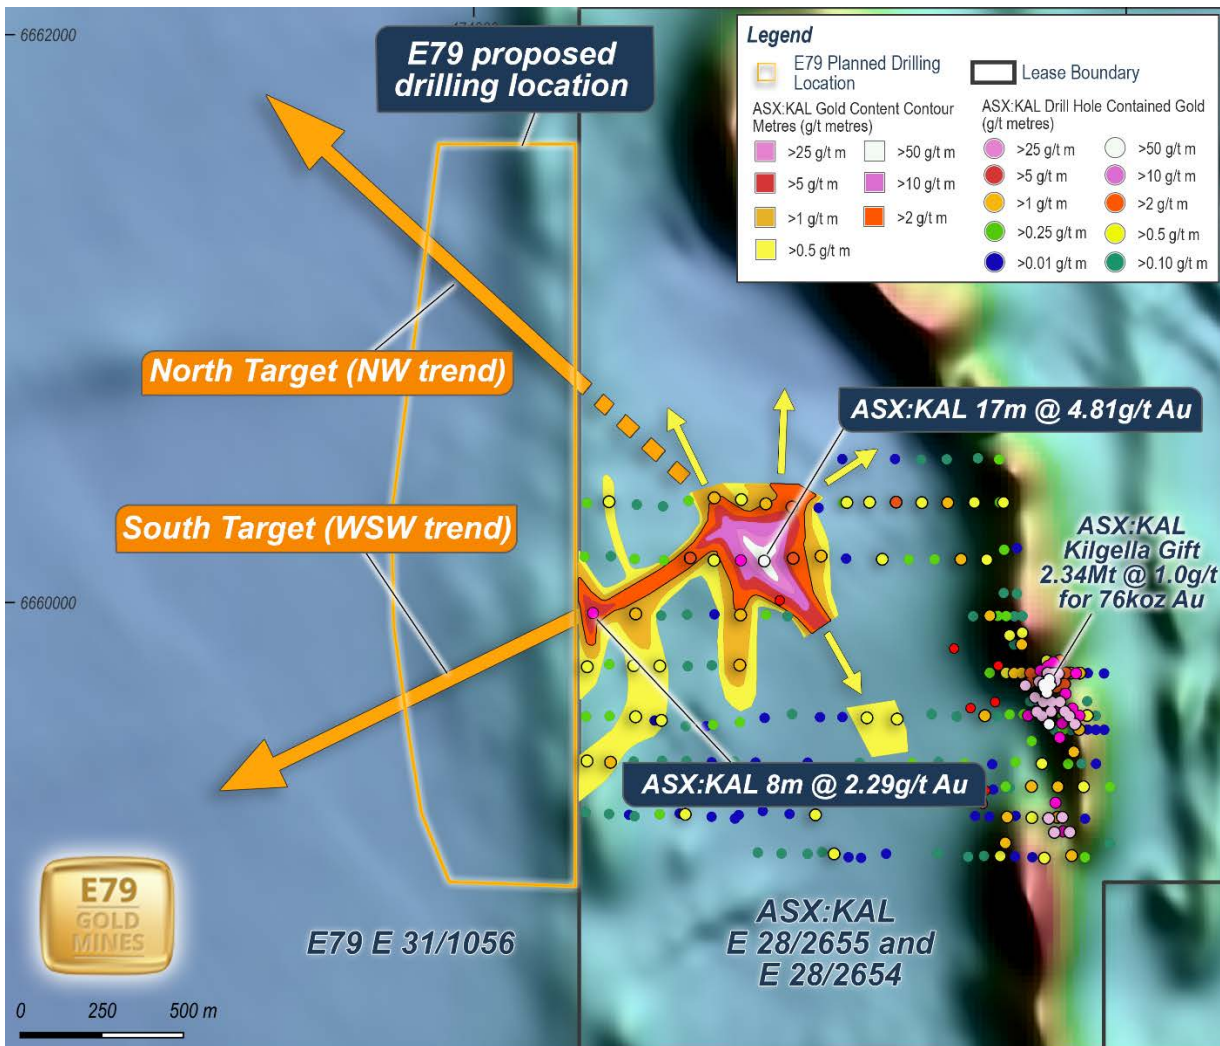 6662000
E79 proposed
drilling location
Legend
E79 Planned Drilling
Location
Lease Boundary
ASX:KAL Gold Content Contour
Metres (g/t metres)
>25 g/t m
>50 g/t m
>5 g/t m
>10 g/t m
>1 g/t m
>2 g/t m
>0.5 g/t m
ASX:KAL Drill Hole Contained Gold
(g/t metres)
>25 g/t m
>50 g/t m
>5 g/t m
>10 g/t m
>1 g/t m
>2 g/t m
>0.25 g/t m
>0.5 g/t m
>0.01 g/t m
>0.10 g/t m
North Target (NW trend)
ASX:KAL 17m @ 4.81g/t Au
South Target (WSW trend)
ASX:KAL
Kilgella Gift
2.34Mt @ 1.0g/t
for 76koz Au
6660000
ASX:KAL 8m @ 2.29g/t Au
E79
GOLD
MINES
E79 E 31/1056
ASX:KAL
E 28/2655 and
E 28/2654
0 250 500 m